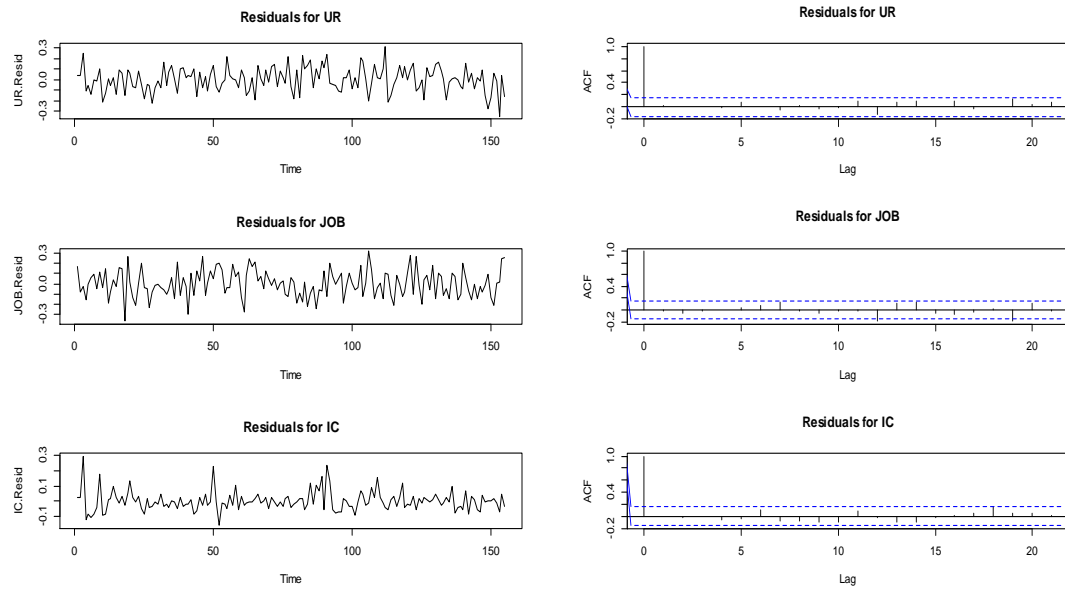 Residuals for UR
UR.Resid
-0.3 0.0 0.3
0 50 100 150
Time
Residuals for UR
ACF
-0.2 0.4 1.0
0 5 10 15 20
Lag
Residuals for JOB
JOB.Resid
-0.3 0.0 0.3
0 50 100 150
Time
Residuals for JOB
ACF
-0.2 0.4 1.0
0 5 10 15 20
Lag
Residuals for IC
IC.Resid
-0.1 0.1 0.3
0 50 100 150
Time
Residuals for IC
ACF
-0.2 0.4 1.0
0 5 10 15 20
Lag